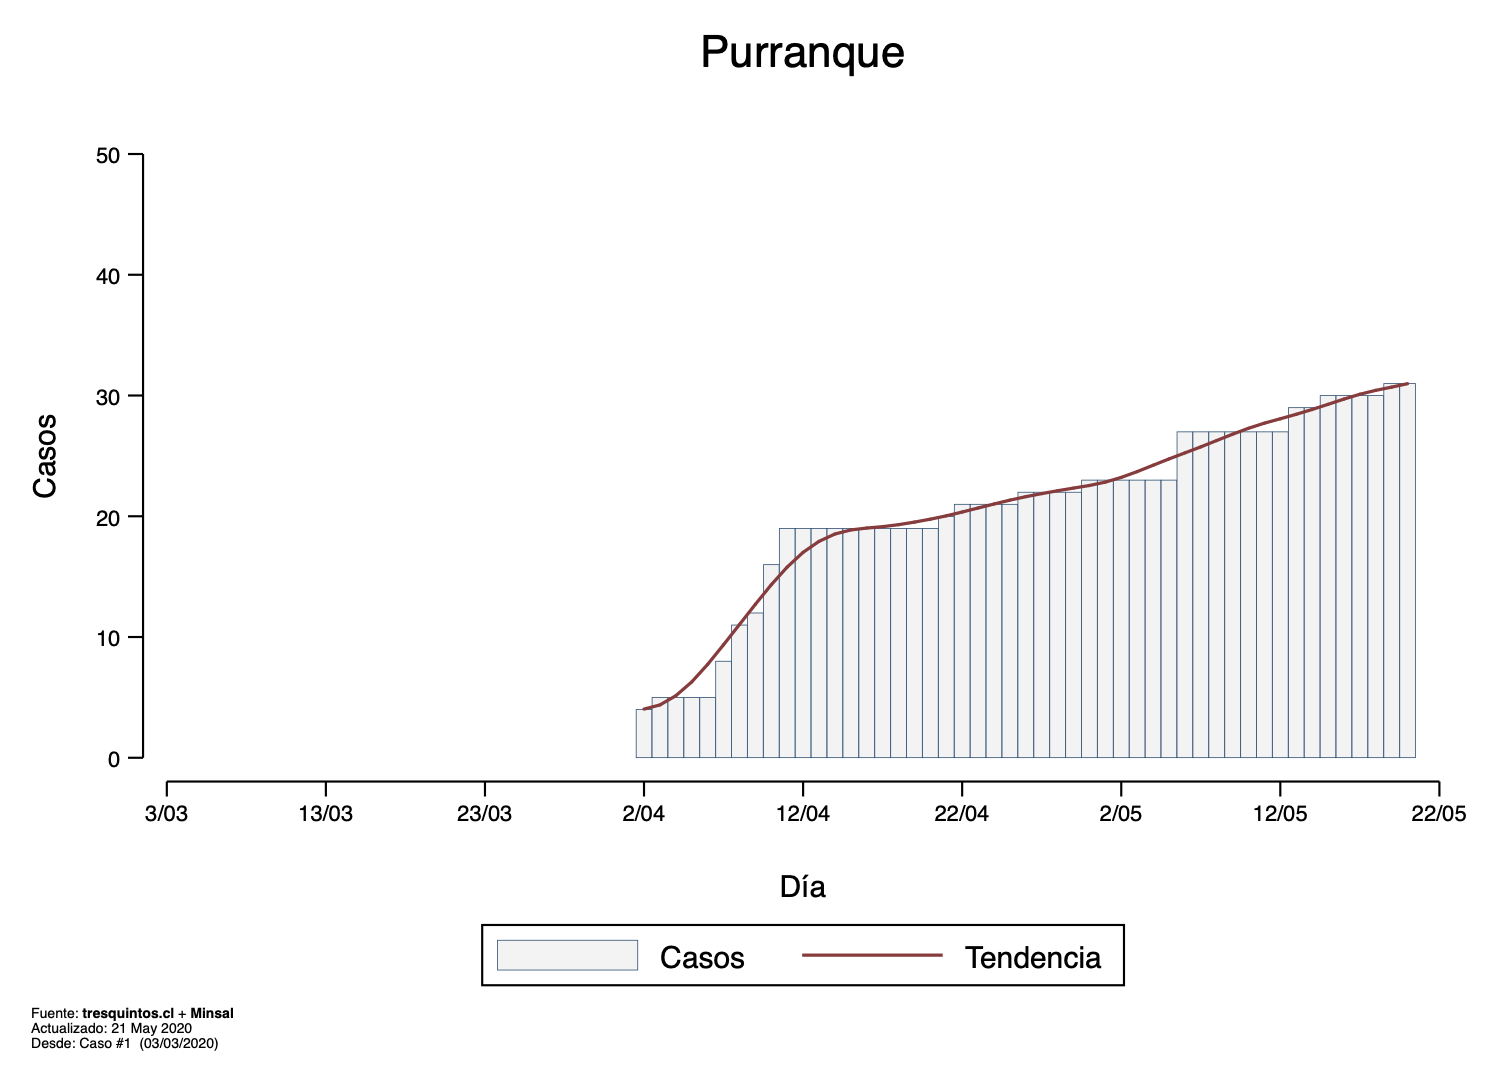 Purranque
50
40
30
20
10
0
Casos
3/03 13/03 23/03 2/04 12/04 22/04 2/05 12/05 22/05
Día
Casos Tendencia
Fuente: tresquintos.cl + Minsal
Actualizado: 21 May 2020
Desde: Caso #1 (03/03/2020)